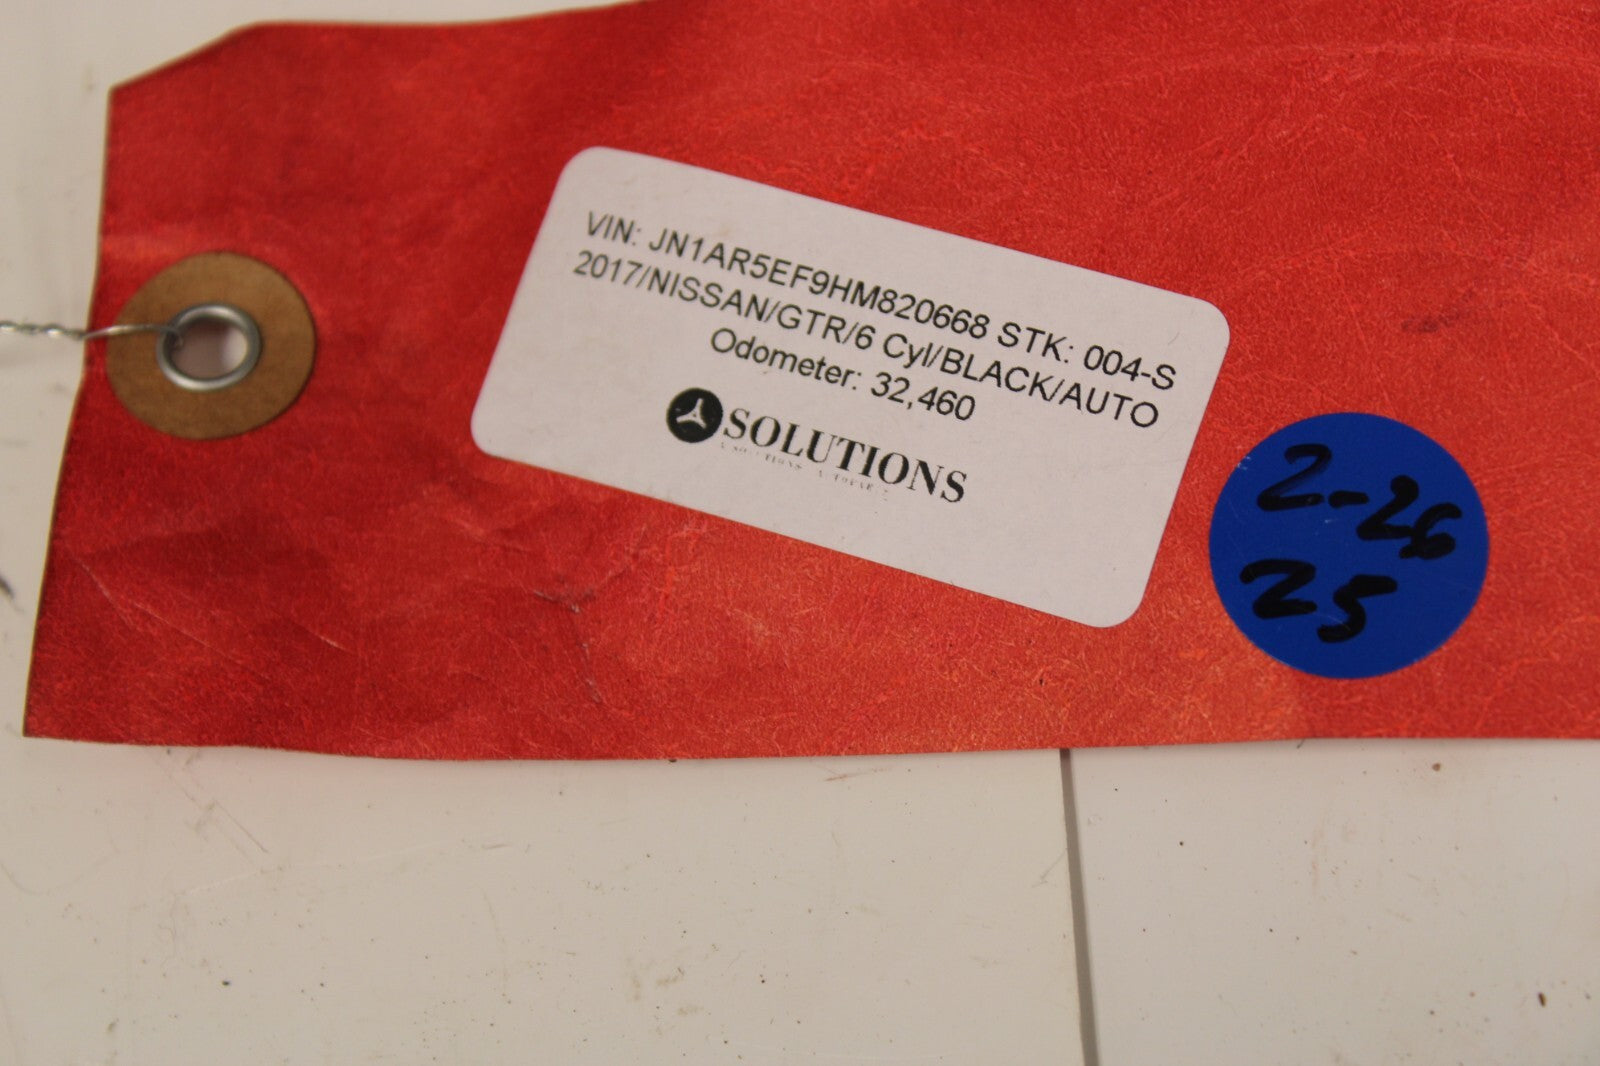 VIN: JN1AR5EF9HM820668 STK: 004-S
2017/NISSAN/GTR/6 Cyl/BLACK/AUTO
Odometer: 32,460
SOLUTIONS
2-26
25